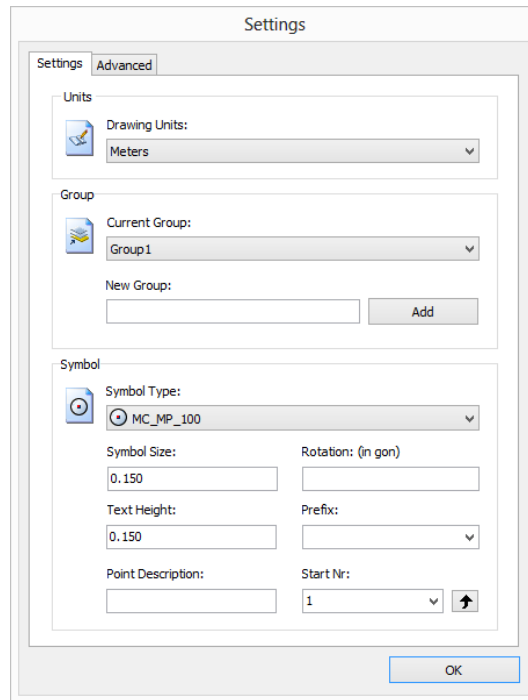 Settings
Settings Advanced
Units
Drawing Units:
Meters
Group
Current Group:
Group1
New Group:
Add
Symbol
Symbol Type:
MC_MP_100
Symbol Size: Rotation: (in gon)
0.150
Text Height: Prefix:
0.150
Point Description: Start Nr:
1
OK